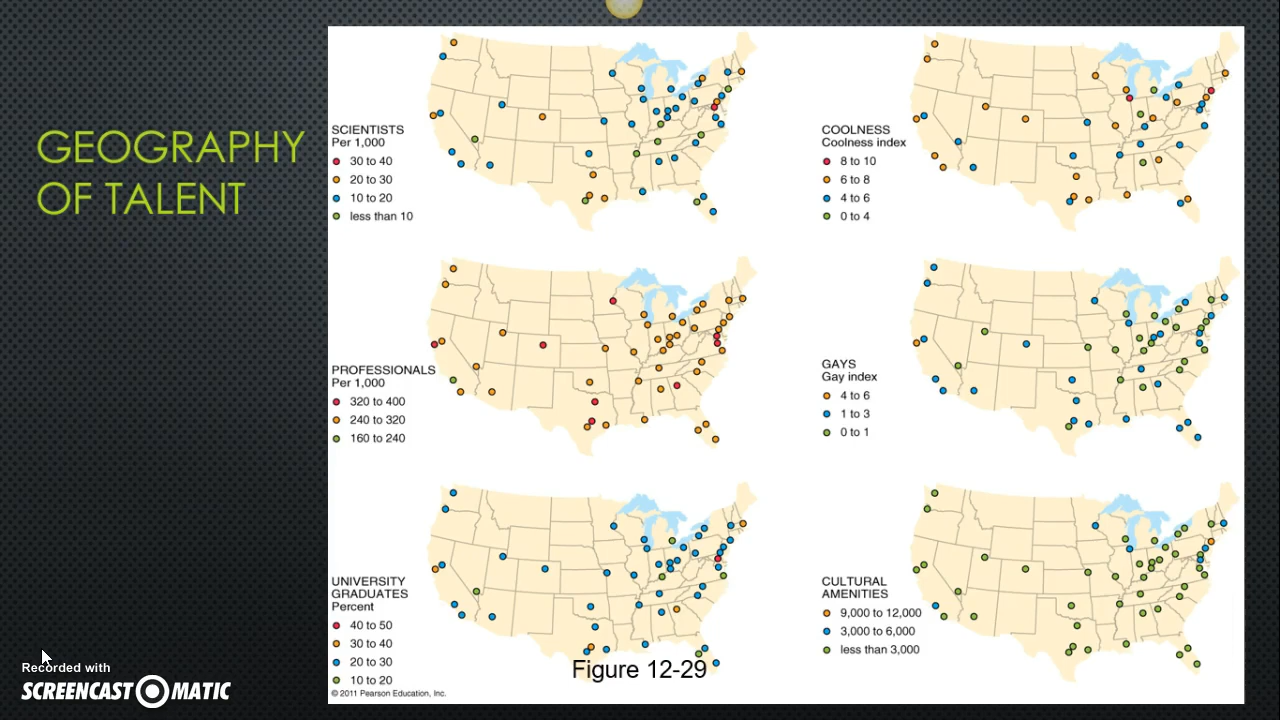 GEOGRAPHY
OF TALENT
SCIENTISTS
Per 1,000
30 to 40
20 to 30
10 to 20
less than 10
COOLNESS
Coolness index
8 to 10
6 to 8
4 to 6
0 to 4
PROFESSIONALS
Per 1,000
320 to 400
240 to 320
160 to 240
GAYS
Gay index
4 to 6
1 to 3
0 to 1
UNIVERSITY
GRADUATES
Percent
40 to 50
30 to 40
20 to 30
10 to 20
CULTURAL
AMENITIES
9,000 to 12,000
3,000 to 6,000
less than 3,000
Figure 12-29
© 2011 Pearson Education, Inc.
Recorded with
SCREENCAST-O-MATIC